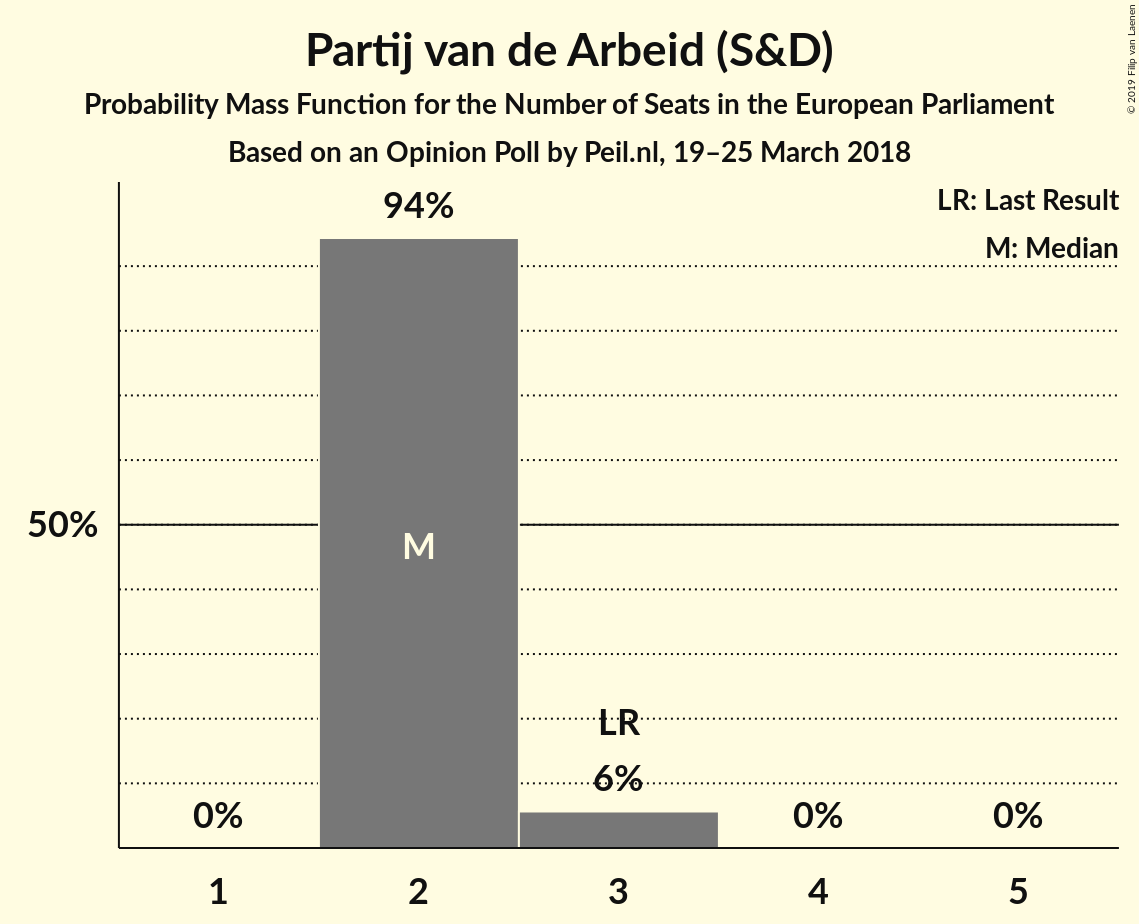 Partij van de Arbeid (S&D)
Probability Mass Function for the Number of Seats in the European Parliament
Based on an Opinion Poll by Peil.nl, 19–25 March 2018
© 2019 Filip van Laenen
LR: Last Result
M: Median
94%
50%
M
LR
6%
0%
0%
0%
1
2
3
4
5